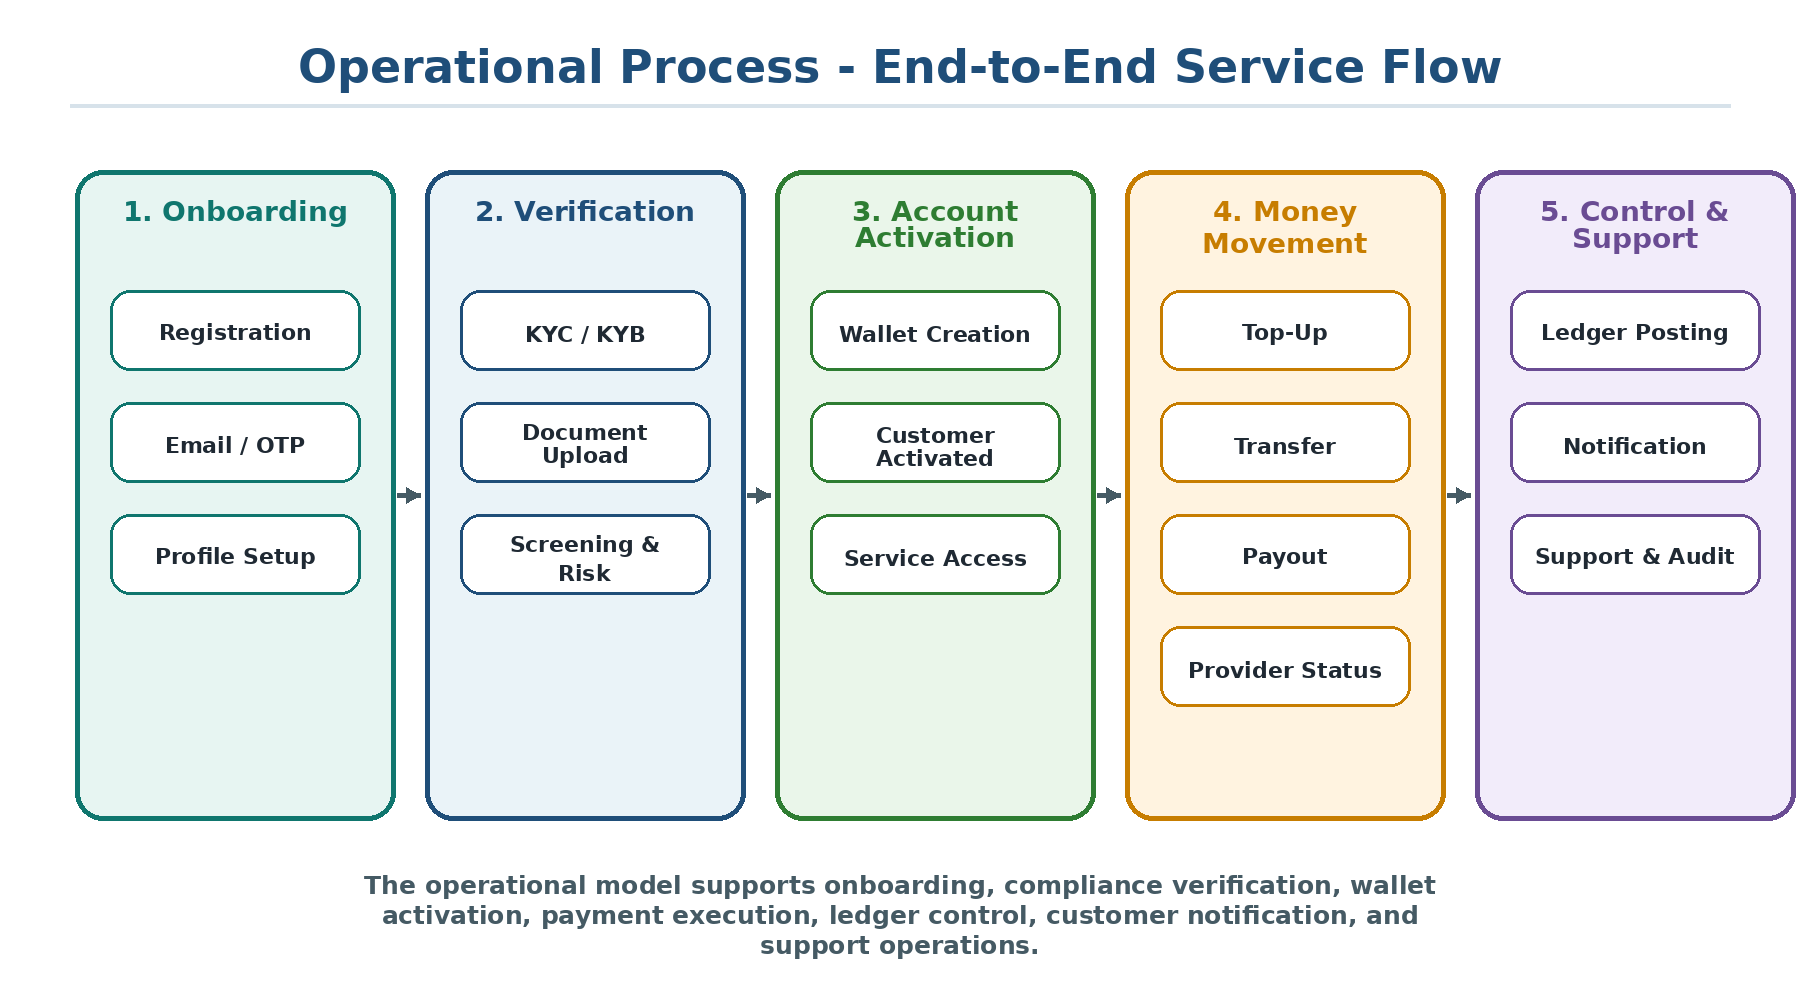 Operational Process - End-to-End Service Flow
1. Onboarding
Registration
Email / OTP
Profile Setup
2. Verification
KYC / KYB
Document
Upload
Screening &
Risk
3. Account
Activation
Wallet Creation
Customer
Activated
Service Access
4. Money
Movement
Top-Up
Transfer
Payout
Provider Status
5. Control &
Support
Ledger Posting
Notification
Support & Audit
The operational model supports onboarding, compliance verification, wallet
activation, payment execution, ledger control, customer notification, and
support operations.